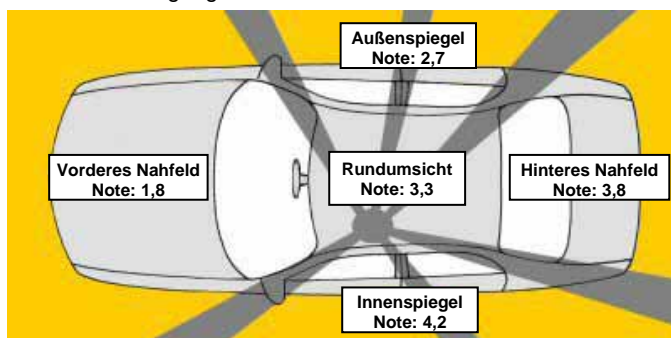 Außenspiegel
Note: 2,7
Vorderes Nahfeld
Note: 1,8
Rundumsicht
Note: 3,3
Hinteres Nahfeld
Note: 3,8
Innenspiegel
Note: 4,2